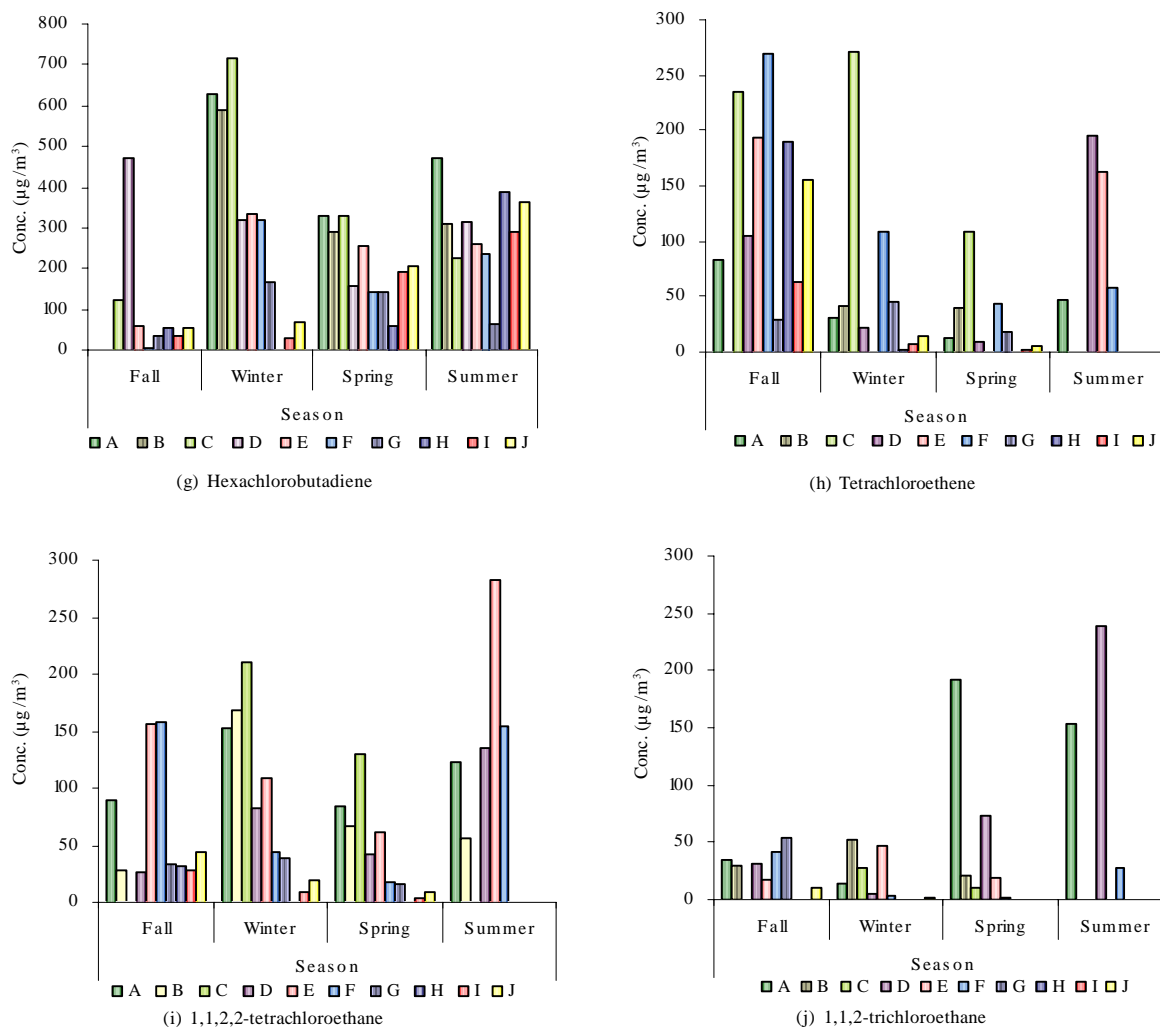 800
700
600
500
400
300
200
100
0
Conc. (µg/m³)
Fall Winter Spring Summer
Season
A B C D E F G H I J
(g) Hexachlorobutadiene
300
250
200
150
100
50
0
Conc. (µg/m³)
Fall Winter Spring Summer
Season
A B C D E F G H I J
(h) Tetrachloroethene
300
250
200
150
100
50
0
Conc. (µg/m³)
Fall Winter Spring Summer
Season
A B C D E F G H I J
(i) 1,1,2,2-tetrachloroethane
300
250
200
150
100
50
0
Conc. (µg/m³)
Fall Winter Spring Summer
Season
A B C D E F G H I J
(j) 1,1,2-trichloroethane